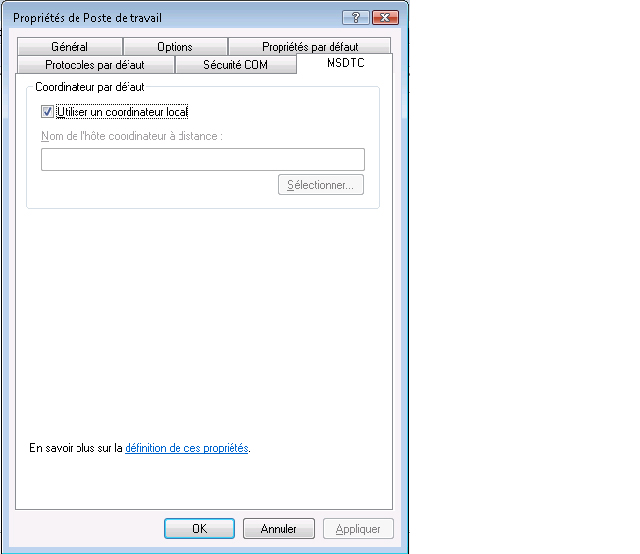 Propriétés de Poste de travail
?
Général Options Propriétés par défaut
Protocoles par défaut Sécurité COM MSDTC
Coordinateur par défaut
Utiliser un coordinateur local
Nom de l'hôte coordinateur à distance :
Sélectionner...
En savoir plus sur la définition de ces propriétés.
OK Annuler Appliquer